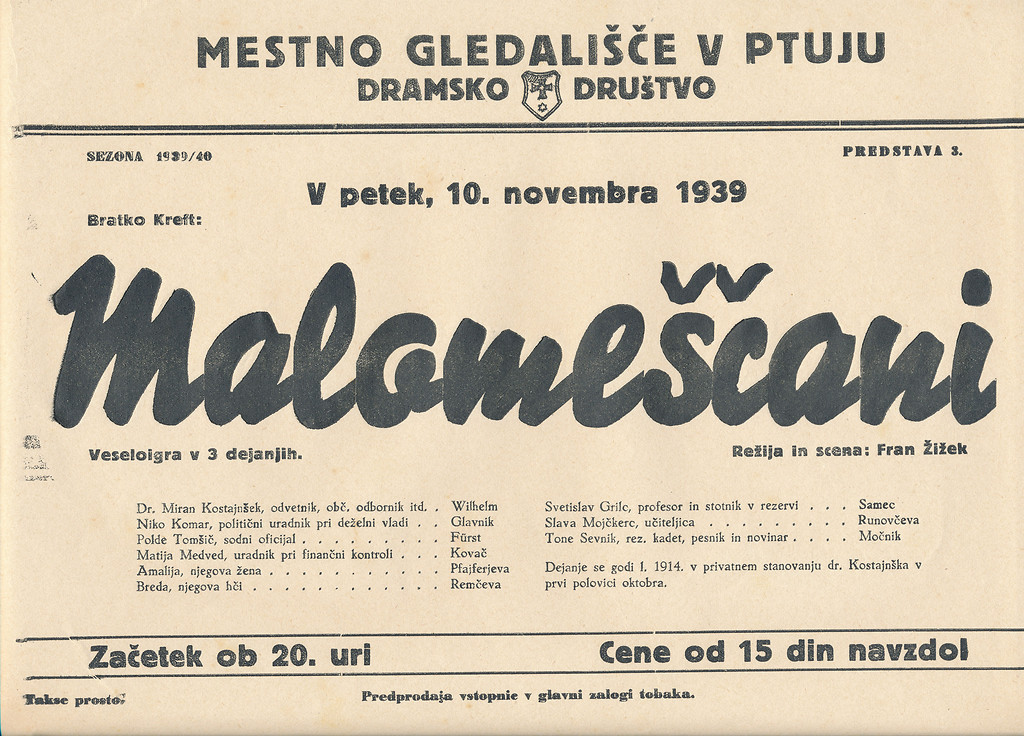 MESTNO GLEDALIŠČE V PTUJU
DRAMSKO DRUŠTVO
SEZONA 1939/40
PREDSTAVA 3.
V petek, 10. novembra 1939
Bratko Kreft:
Malomeščani
Veseloigra v 3 dejanjih.
Režija in scena: Fran Žižek
Dr. Miran Kostajnšek, odvetnik, obč. odbornik itd. . Wilhelm
Niko Komar, politični uradnik pri deželni vladi . . Glavnik
Polde Tomšič, sodni oficijal . . . . . . . . . Fürst
Matija Medved, uradnik pri finančni kontroli . . . Kovač
Amalija, njegova žena . . . . . . . . . . . . Pfajferjeva
Breda, njegova hči . . . . . . . . . . . . . Remčeva
Svetislav Grilc, profesor in stotnik v rezervi . . . Samec
Slava Mojčkerc, učiteljica . . . . . . . . . Runovčeva
Tone Sevnik, rez. kadet, pesnik in novinar . . . . Močnik
Dejanje se godi l. 1914. v privatnem stanovanju dr. Kostajnška v
prvi polovici oktobra.
Začetek ob 20. uri
Cene od 15 din navzdol
Takse prosto!
Predprodaja vstopnic v glavni zalogi tobaka.